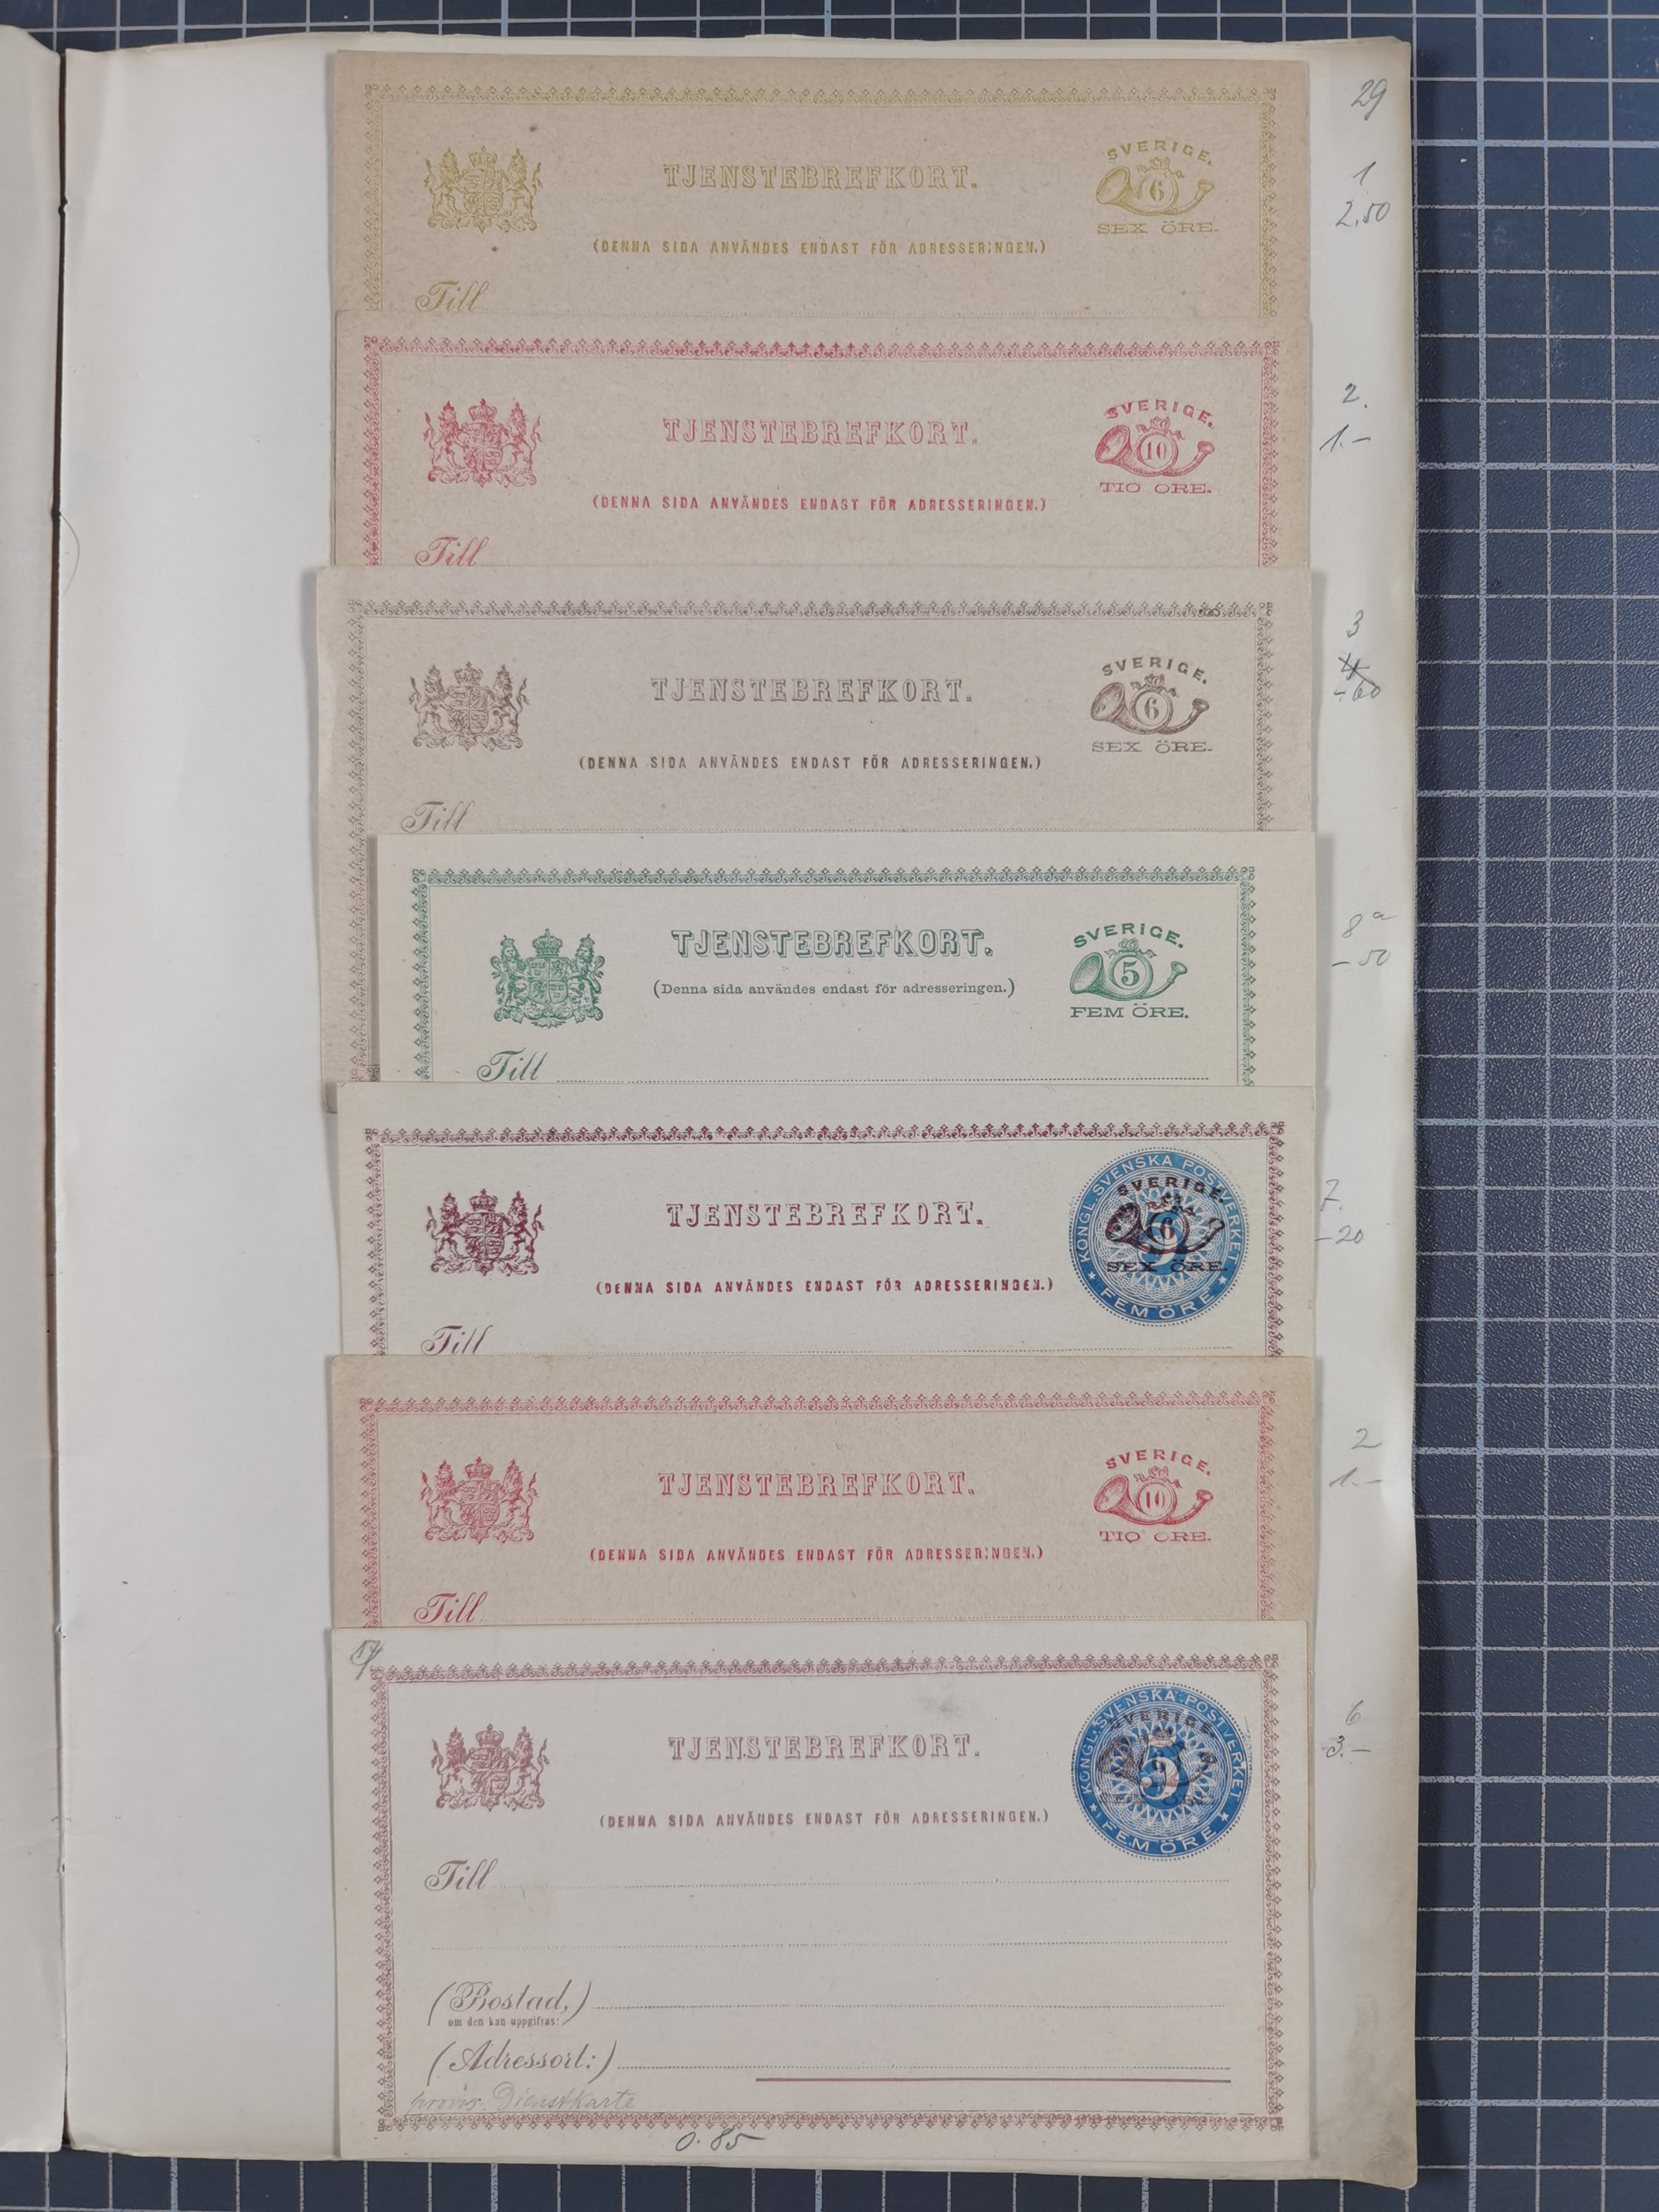 29
TJENSTEBREFKORT.
SVERIGE.
6
SEX ÖRE.
(DENNA SIDA ANVÄNDES ENDAST FÖR ADRESSERINGEN.)
Till
1
2,50
TJENSTEBREFKORT.
SVERIGE.
10
TIO ORE.
(DENNA SIDA ANVÄNDES ENDAST FÖR ADRESSERINGEN.)
Till
2.
1.-
TJENSTEBREFKORT.
SVERIGE.
6
SEX ÖRE.
(DENNA SIDA ANVÄNDES ENDAST FÖR ADRESSERINGEN.)
Till
3
-60
TJENSTEBREFKORT.
SVERIGE.
5
FEM ÖRE.
(Denna sida användes endast för adresseringen.)
Till
8a
-50
TJENSTEBREFKORT.
KONGL. SVENSKA POSTVERKET
SVERIGE.
6
SEX ÖRE.
FEM ÖRE
(DENNA SIDA ANVÄNDES ENDAST FÖR ADRESSERINGEN.)
Till
7.
-20
TJENSTEBREFKORT.
SVERIGE.
10
TIO ORE.
(DENNA SIDA ANVÄNDES ENDAST FÖR ADRESSERINGEN.)
Till
2
1.-
TJENSTEBREFKORT.
KONGL. SVENSKA POSTVERKET
SVERIGE.
5
FEM ÖRE
(DENNA SIDA ANVÄNDES ENDAST FÖR ADRESSERINGEN.)
Till
6
3.-
(Bostad,)
om den kan uppgifvas:
(Adressort:)
provis. Dienstkarte
0.85